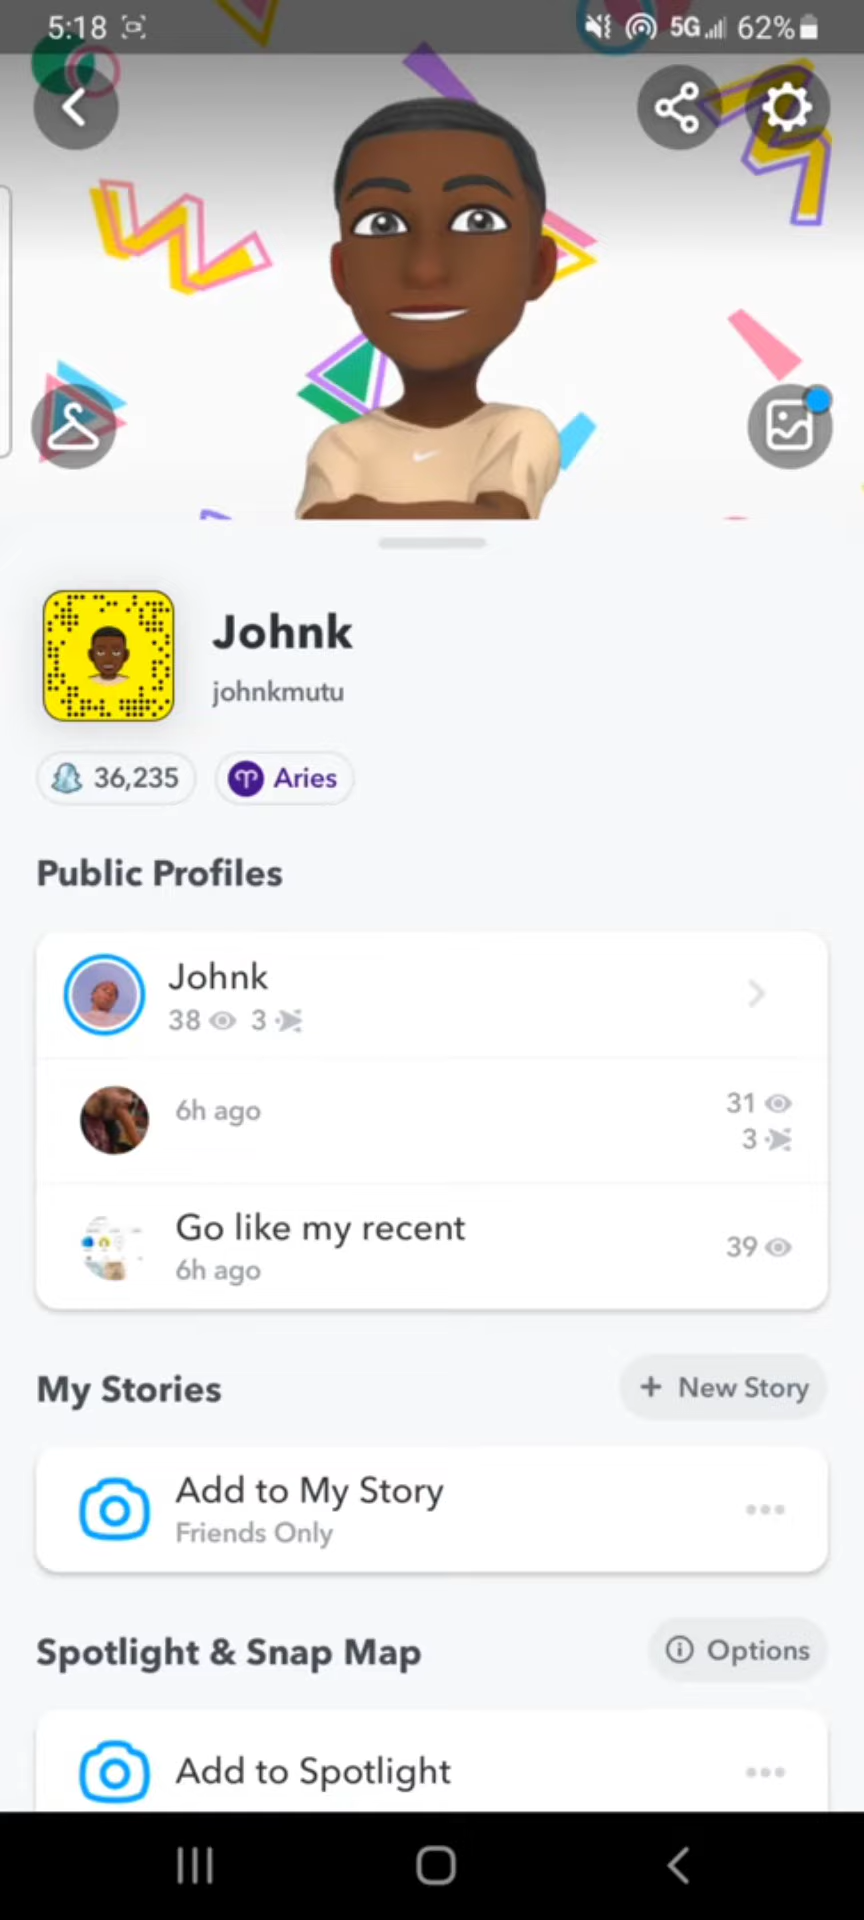 5:18 5G 62%
Johnk
johnkmutu
36,235 Aries
Public Profiles
Johnk
38 3
6h ago 31
3
Go like my recent
6h ago 39
My Stories + New Story
Add to My Story
Friends Only
Spotlight & Snap Map Options
Add to Spotlight